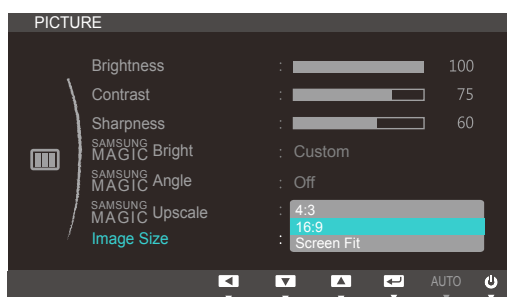 PICTURE
Brightness : 100
Contrast : 75
Sharpness : 60
SAMSUNG MAGIC Bright : Custom
SAMSUNG MAGIC Angle : Off
SAMSUNG MAGIC Upscale : 4:3
16:9
Image Size : Screen Fit
AUTO